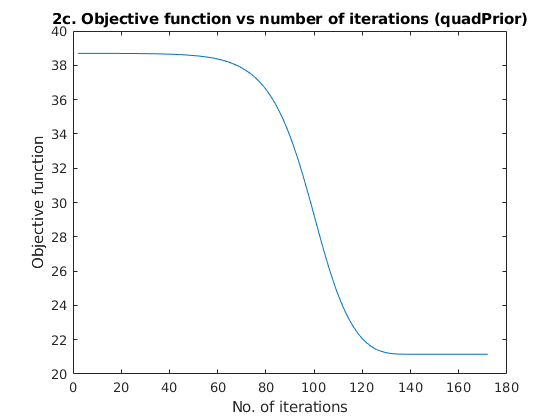 2c. Objective function vs number of iterations (quadPrior)
40
38
36
34
32
30
28
26
24
22
20
Objective function
0 20 40 60 80 100 120 140 160 180
No. of iterations